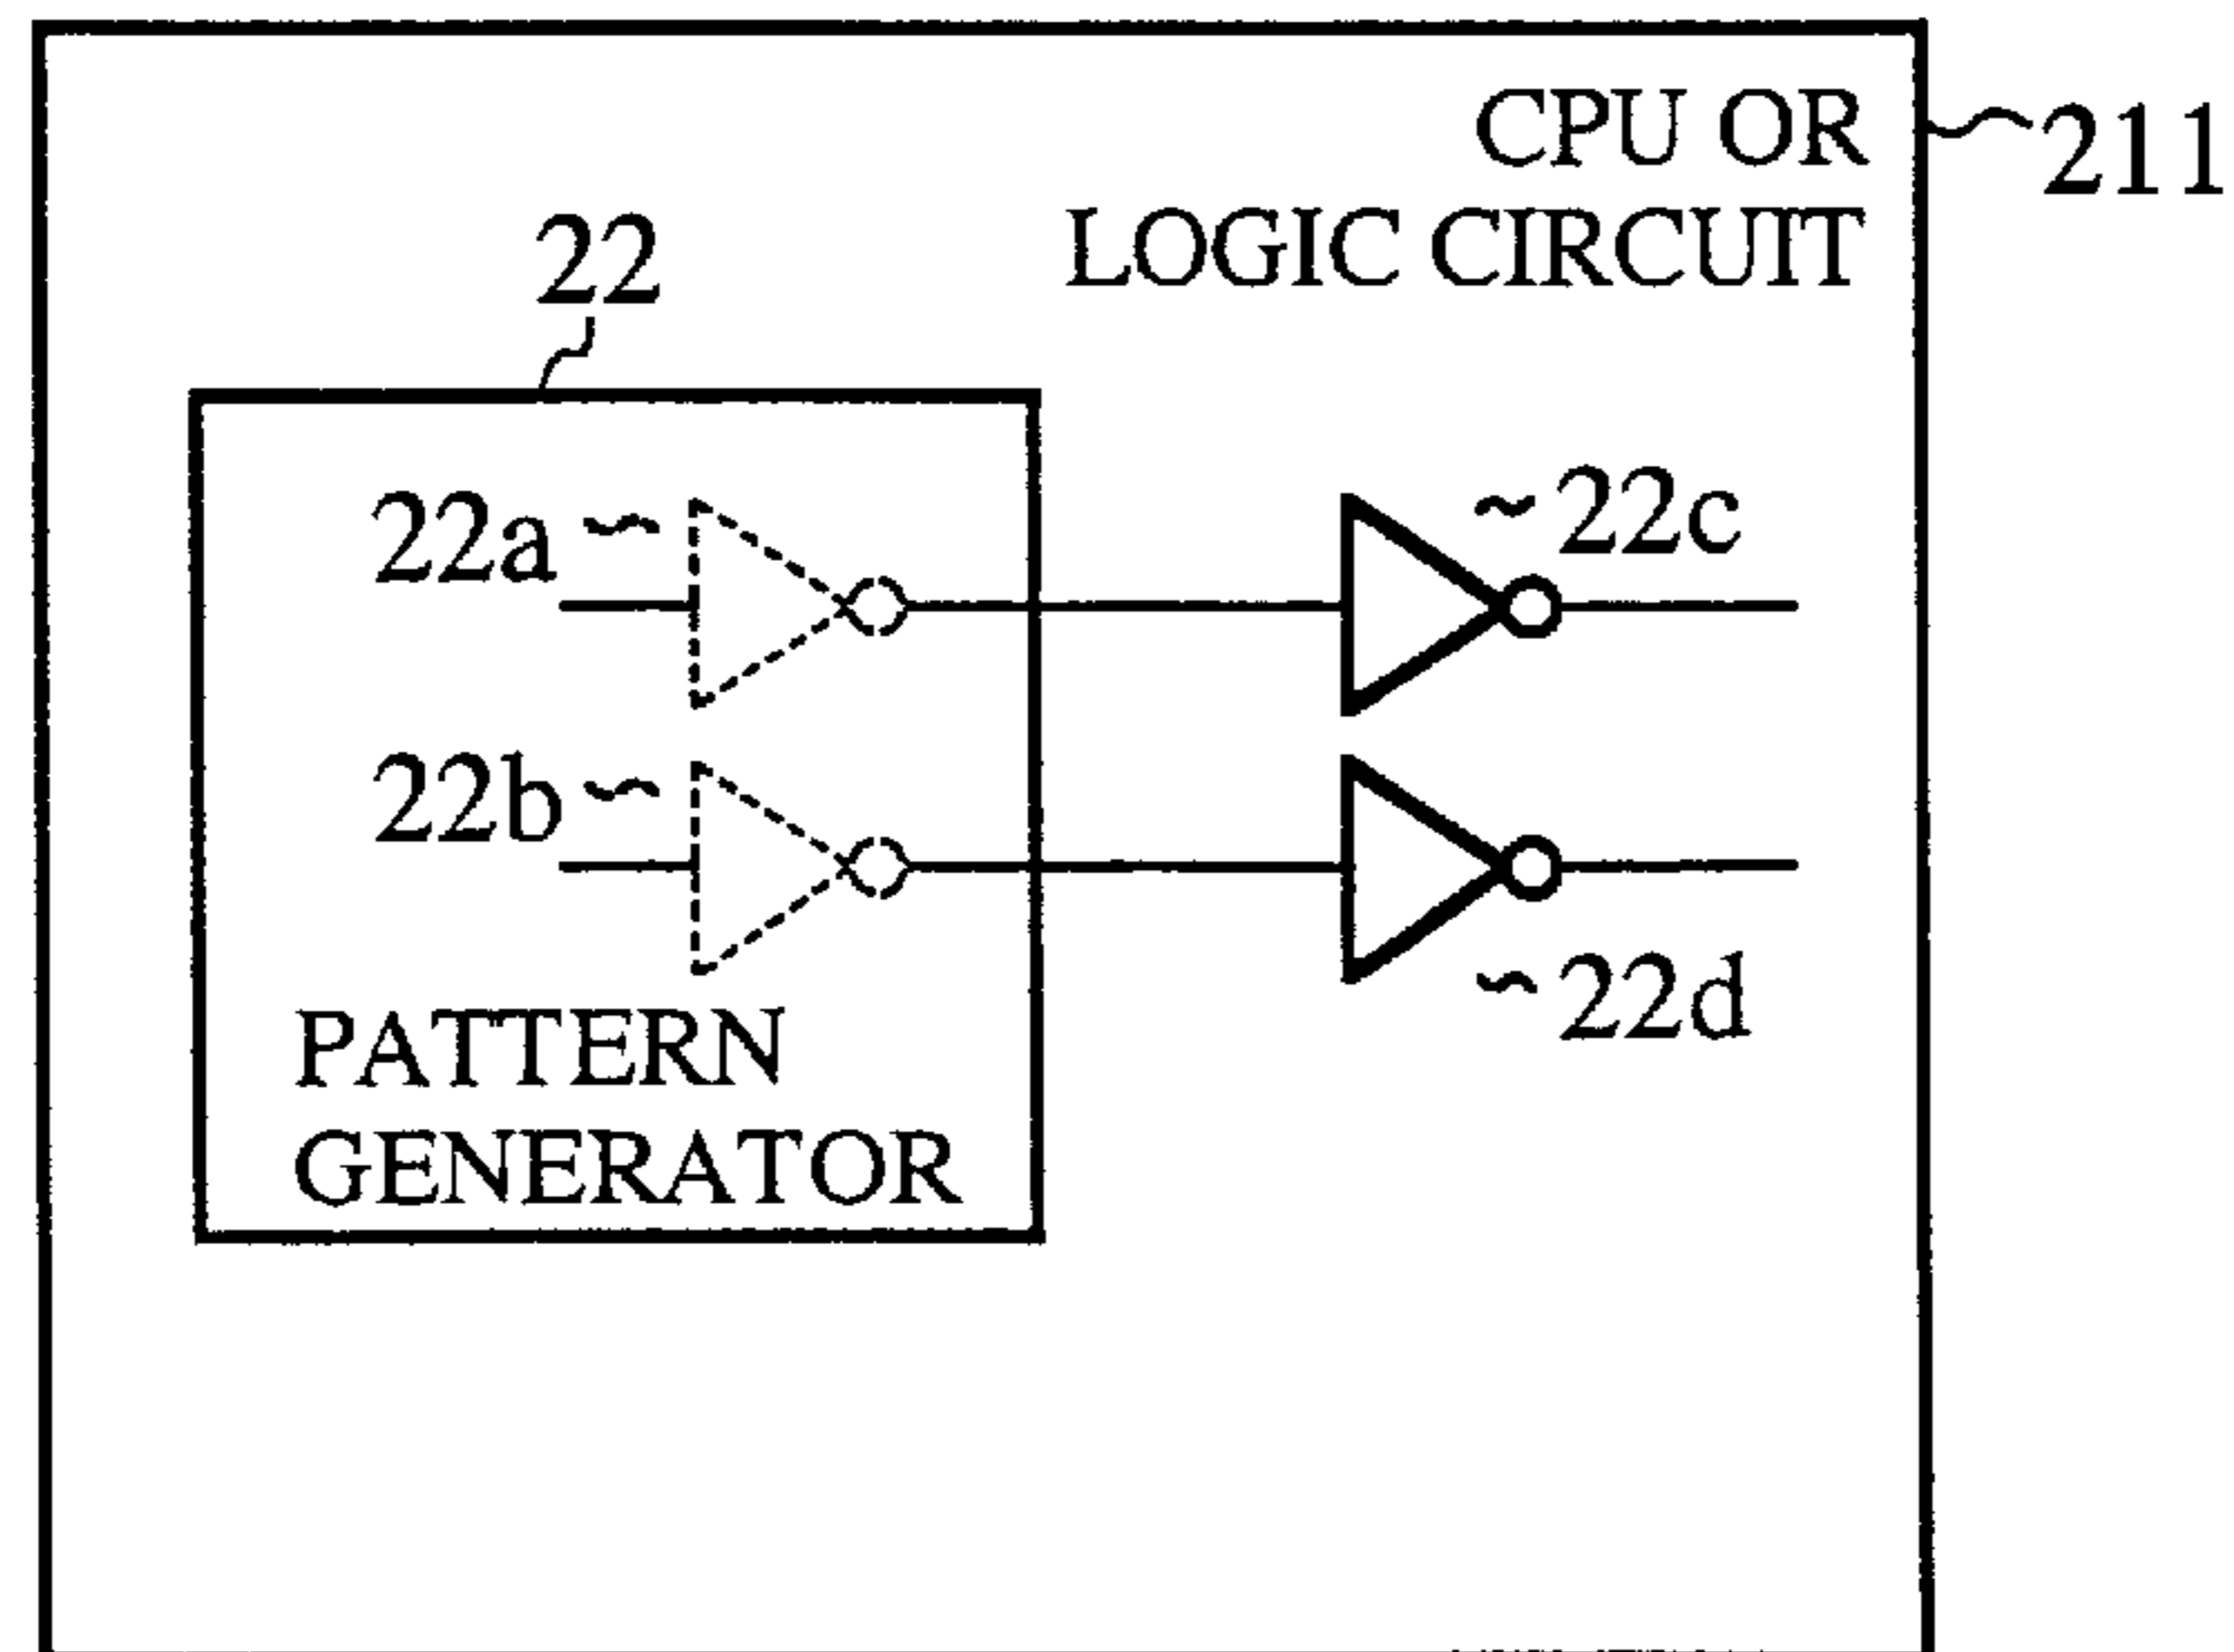 CPU OR
LOGIC CIRCUIT
211
22
22a
22c
22b
22d
PATTERN
GENERATOR